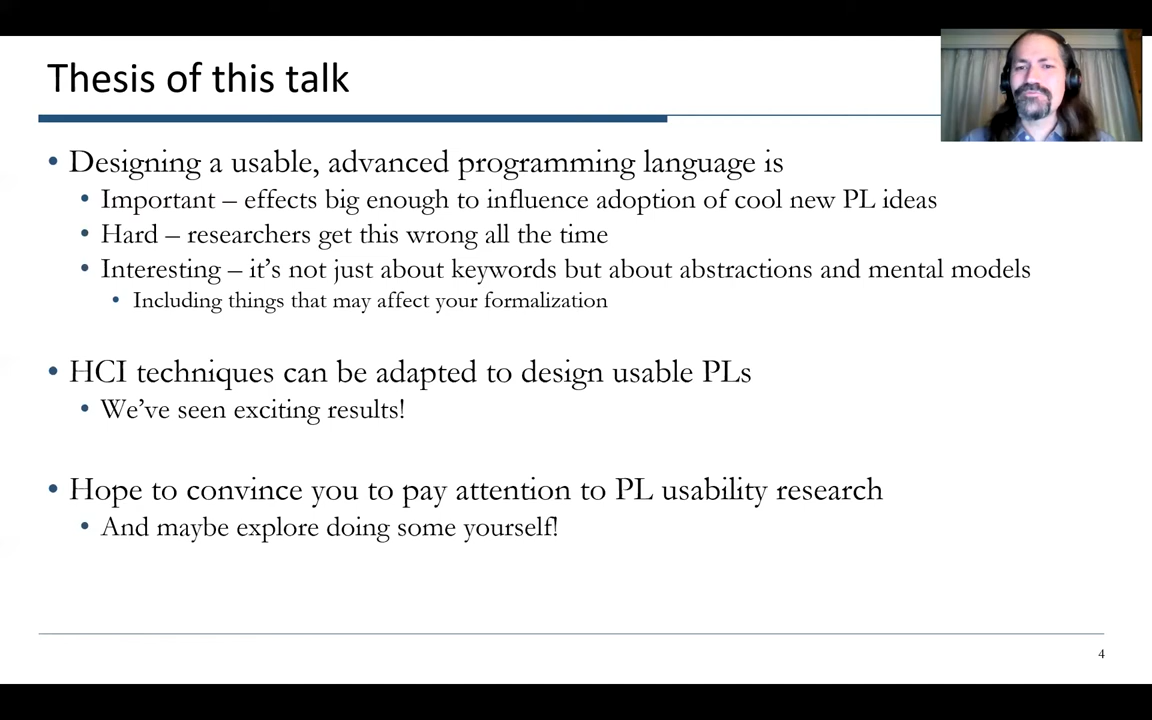 Thesis of this talk
• Designing a usable, advanced programming language is
• Important – effects big enough to influence adoption of cool new PL ideas
• Hard – researchers get this wrong all the time
• Interesting – it's not just about keywords but about abstractions and mental models
• Including things that may affect your formalization
• HCI techniques can be adapted to design usable PLs
• We've seen exciting results!
• Hope to convince you to pay attention to PL usability research
• And maybe explore doing some yourself!
4